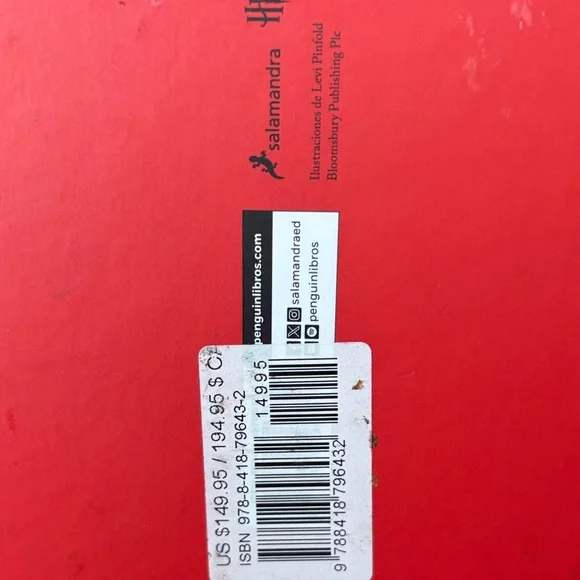 salamandra
Ilustraciones de Levi Pinfold
Bloomsbury Publishing Plc
penguinlibros.com
salamandraed
penguinlibros
US $149.95 / 194.95 $ CA
ISBN 978-8-418-79643-2
14995
9 788418 796432